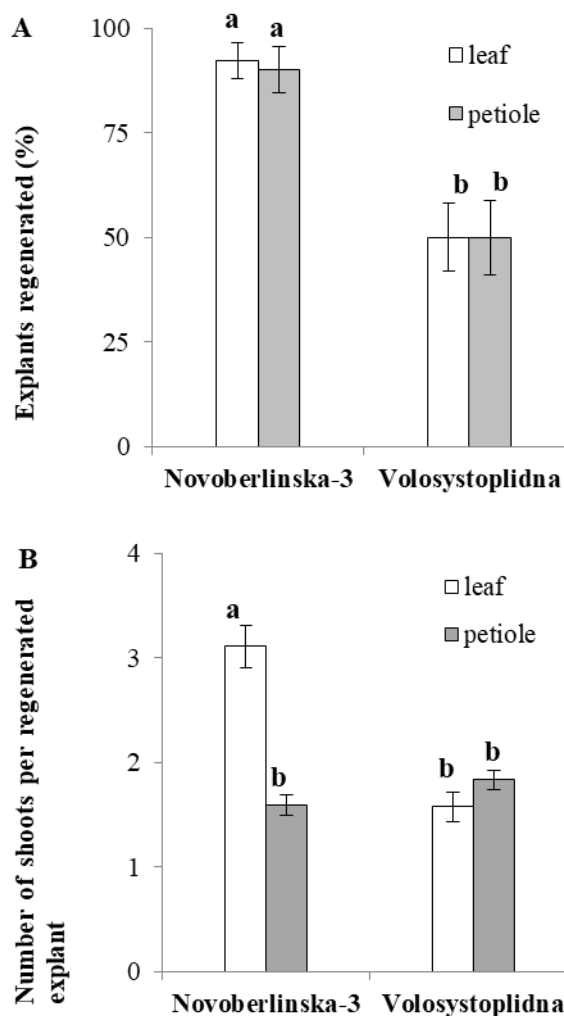 A
Explants regenerated (%)
100
75
50
25
0
a a
b b
leaf
petiole
Novoberlinska-3 Volosystoplidna
B
Number of shoots per regenerated
explant
4
3
2
1
0
a
b
b
b
leaf
petiole
Novoberlinska-3 Volosystoplidna